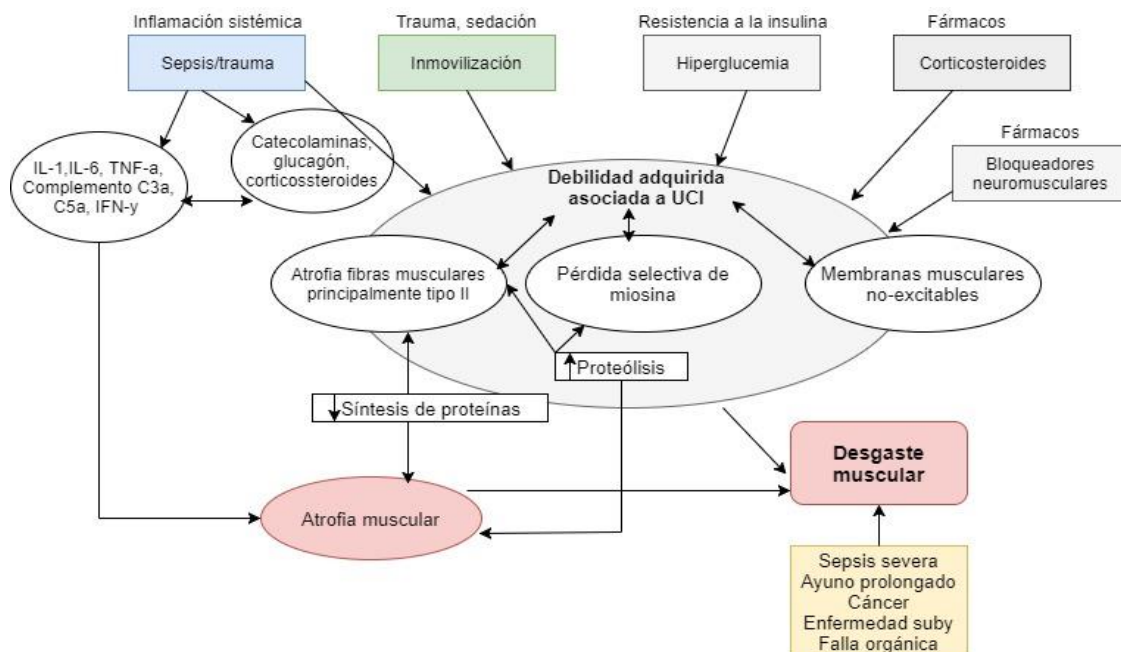 Inflamación sistémica
Sepsis/trauma
Trauma, sedación
Inmovilización
Resistencia a la insulina
Hiperglucemia
Fármacos
Corticosteroides
Fármacos
Bloqueadores
neuromusculares
IL-1,IL-6, TNF-a,
Complemento C3a,
C5a, IFN-y
Catecolaminas,
glucagón,
corticossteroides
Debilidad adquirida
asociada a UCI
Atrofia fibras musculares
principalmente tipo II
Pérdida selectiva de
miosina
Membranas musculares
no-excitables
Proteólisis
Síntesis de proteínas
Atrofia muscular
Desgaste
muscular
Sepsis severa
Ayuno prolongado
Cáncer
Enfermedad suby
Falla orgánica